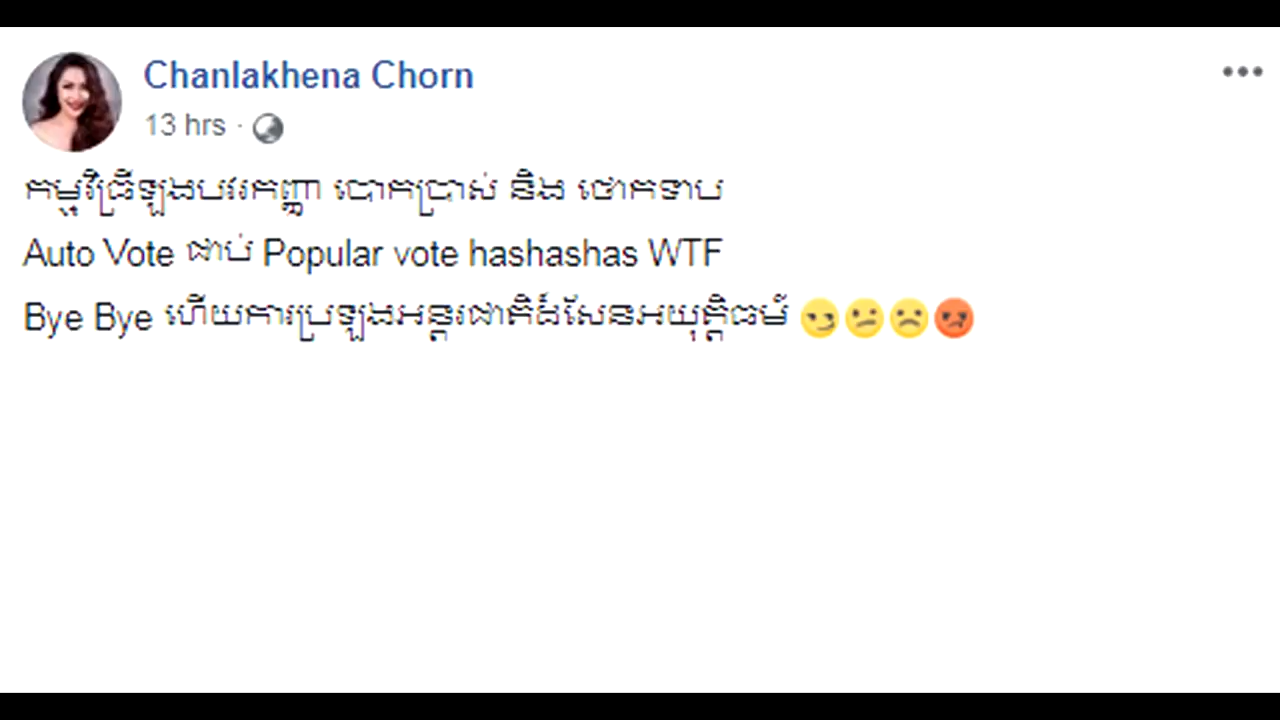 Chanlakhena Chorn
13 hrs ·
កម្មវិធីប្រឡងបវរកញ្ញា បោកប្រាស់ និង ថោកទាប
Auto Vote ជាប់ Popular vote hashashas WTF
Bye Bye ហើយការប្រឡងអន្តរជាតិដ៍សែនអយុត្តិធម៍ 😏😕☹😡